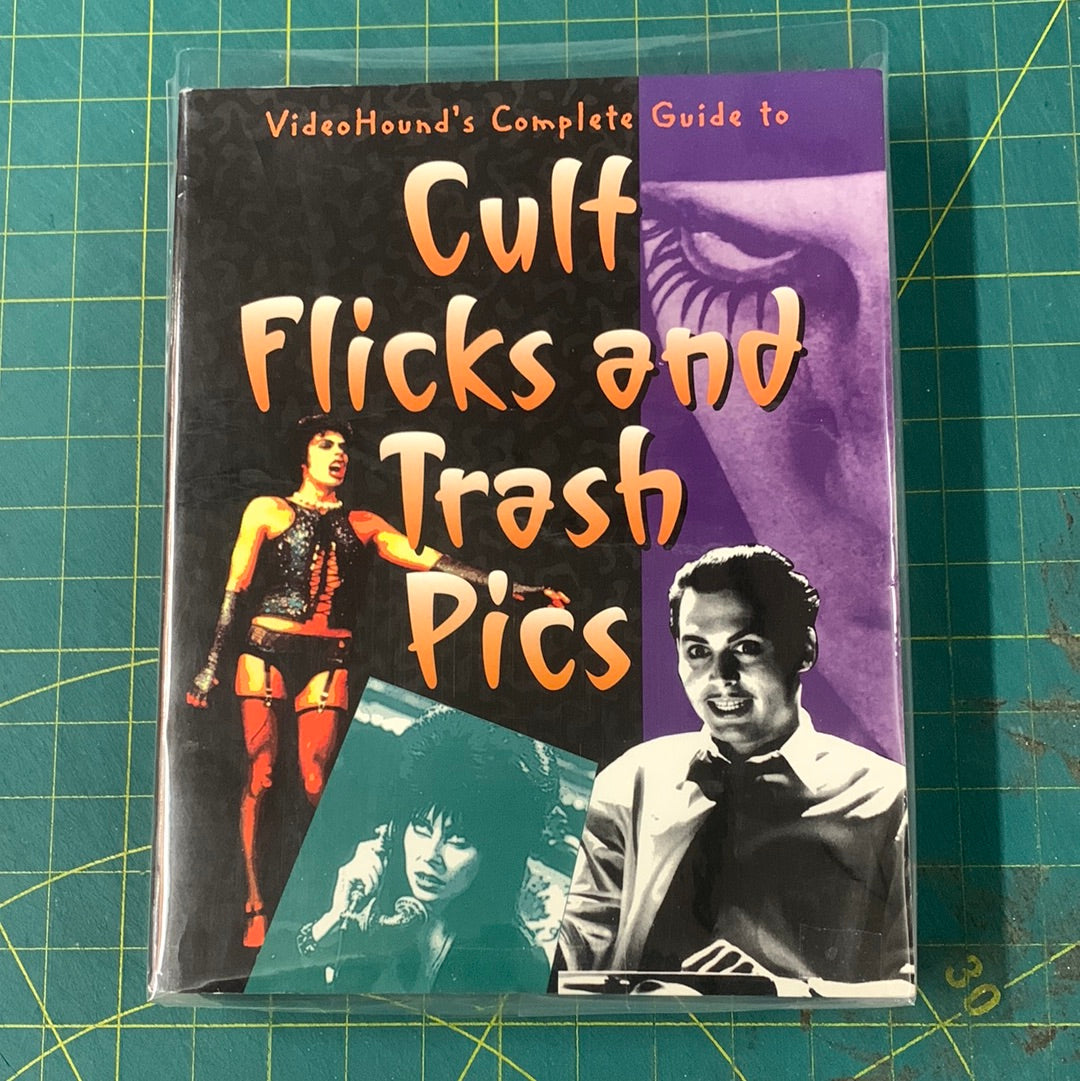 VideoHound's Complete Guide to
Cult
Flicks and
Trash
Pics
30